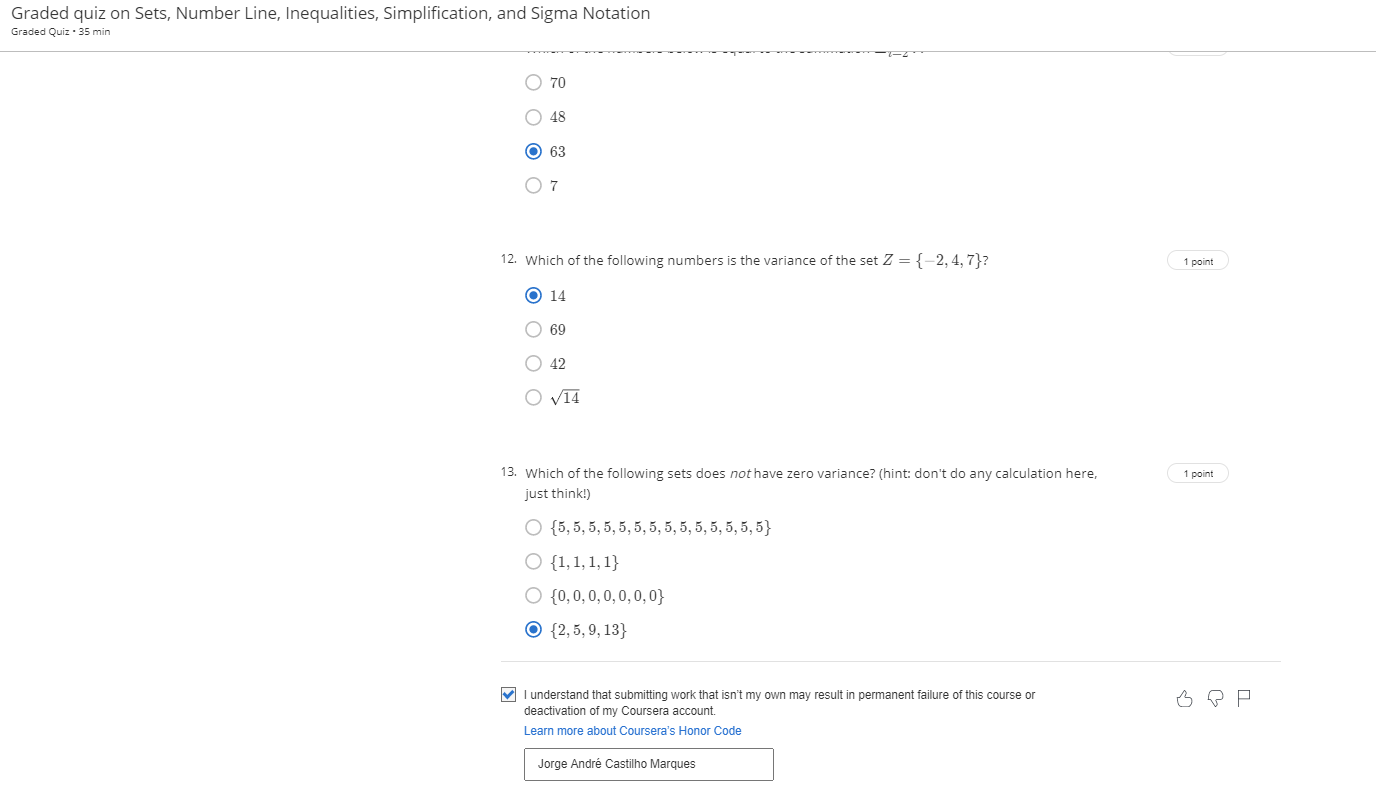 Graded quiz on Sets, Number Line, Inequalities, Simplification, and Sigma Notation
Graded Quiz • 35 min
70
48
63
7
12. Which of the following numbers is the variance of the set Z = {−2, 4, 7}?
1 point
14
69
42
√14
13. Which of the following sets does not have zero variance? (hint: don't do any calculation here,
just think!)
1 point
{5, 5, 5, 5, 5, 5, 5, 5, 5, 5, 5, 5, 5, 5}
{1, 1, 1, 1}
{0, 0, 0, 0, 0, 0, 0}
{2, 5, 9, 13}
I understand that submitting work that isn't my own may result in permanent failure of this course or
deactivation of my Coursera account.
Learn more about Coursera's Honor Code
Jorge André Castilho Marques